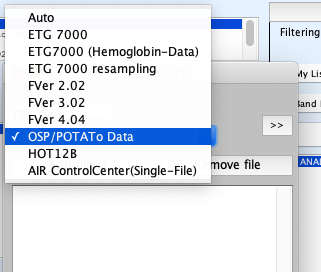 Auto
ETG 7000
ETG7000 (Hemoglobin-Data)
ETG 7000 resampling
FVer 2.02
FVer 3.02
FVer 4.04
✓ OSP/POTATo Data
HOT12B
AIR ControlCenter(Single-File)
Filtering
My Lis
Band
>>
move file
ANAL